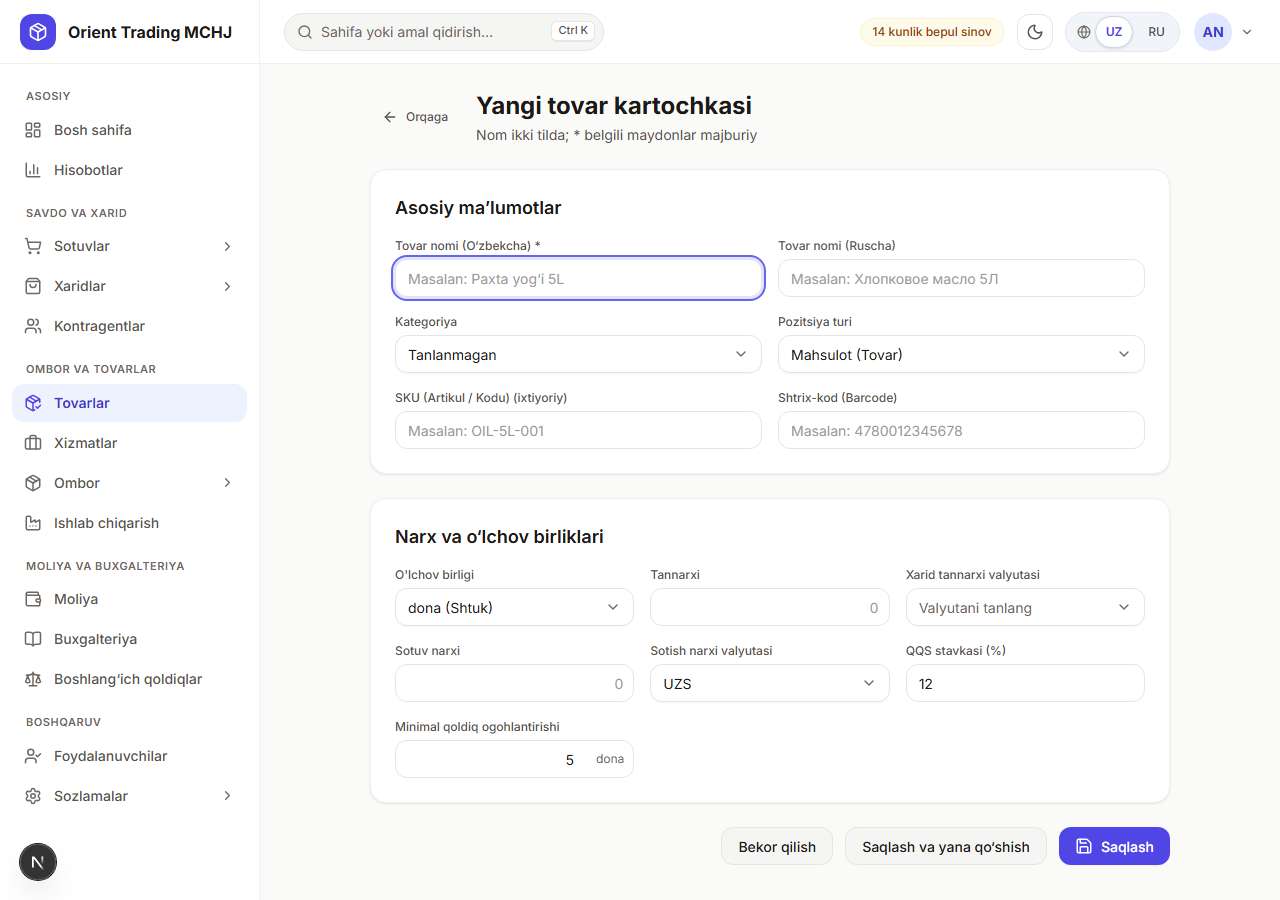 Orient Trading MCHJ
Sahifa yoki amal qidirish...
Ctrl K
14 kunlik bepul sinov
UZ
RU
AN
ASOSIY
Bosh sahifa
Hisobotlar
SAVDO VA XARID
Sotuvlar
Xaridlar
Kontragentlar
OMBOR VA TOVARLAR
Tovarlar
Xizmatlar
Ombor
Ishlab chiqarish
MOLIYA VA BUXGALTERIYA
Moliya
Buxgalteriya
Boshlang‘ich qoldiqlar
BOSHQARUV
Foydalanuvchilar
Sozlamalar
N
Orqaga
Yangi tovar kartochkasi
Nom ikki tilda; * belgili maydonlar majburiy
Asosiy ma’lumotlar
Tovar nomi (O‘zbekcha) *
Masalan: Paxta yog‘i 5L
Tovar nomi (Ruscha)
Masalan: Хлопковое масло 5Л
Kategoriya
Tanlanmagan
Pozitsiya turi
Mahsulot (Tovar)
SKU (Artikul / Kodu) (ixtiyoriy)
Masalan: OIL-5L-001
Shtrix-kod (Barcode)
Masalan: 4780012345678
Narx va o‘lchov birliklari
O'lchov birligi
dona (Shtuk)
Tannarxi
0
Xarid tannarxi valyutasi
Valyutani tanlang
Sotuv narxi
0
Sotish narxi valyutasi
UZS
QQS stavkasi (%)
12
Minimal qoldiq ogohlantirishi
5 dona
Bekor qilish
Saqlash va yana qo‘shish
Saqlash